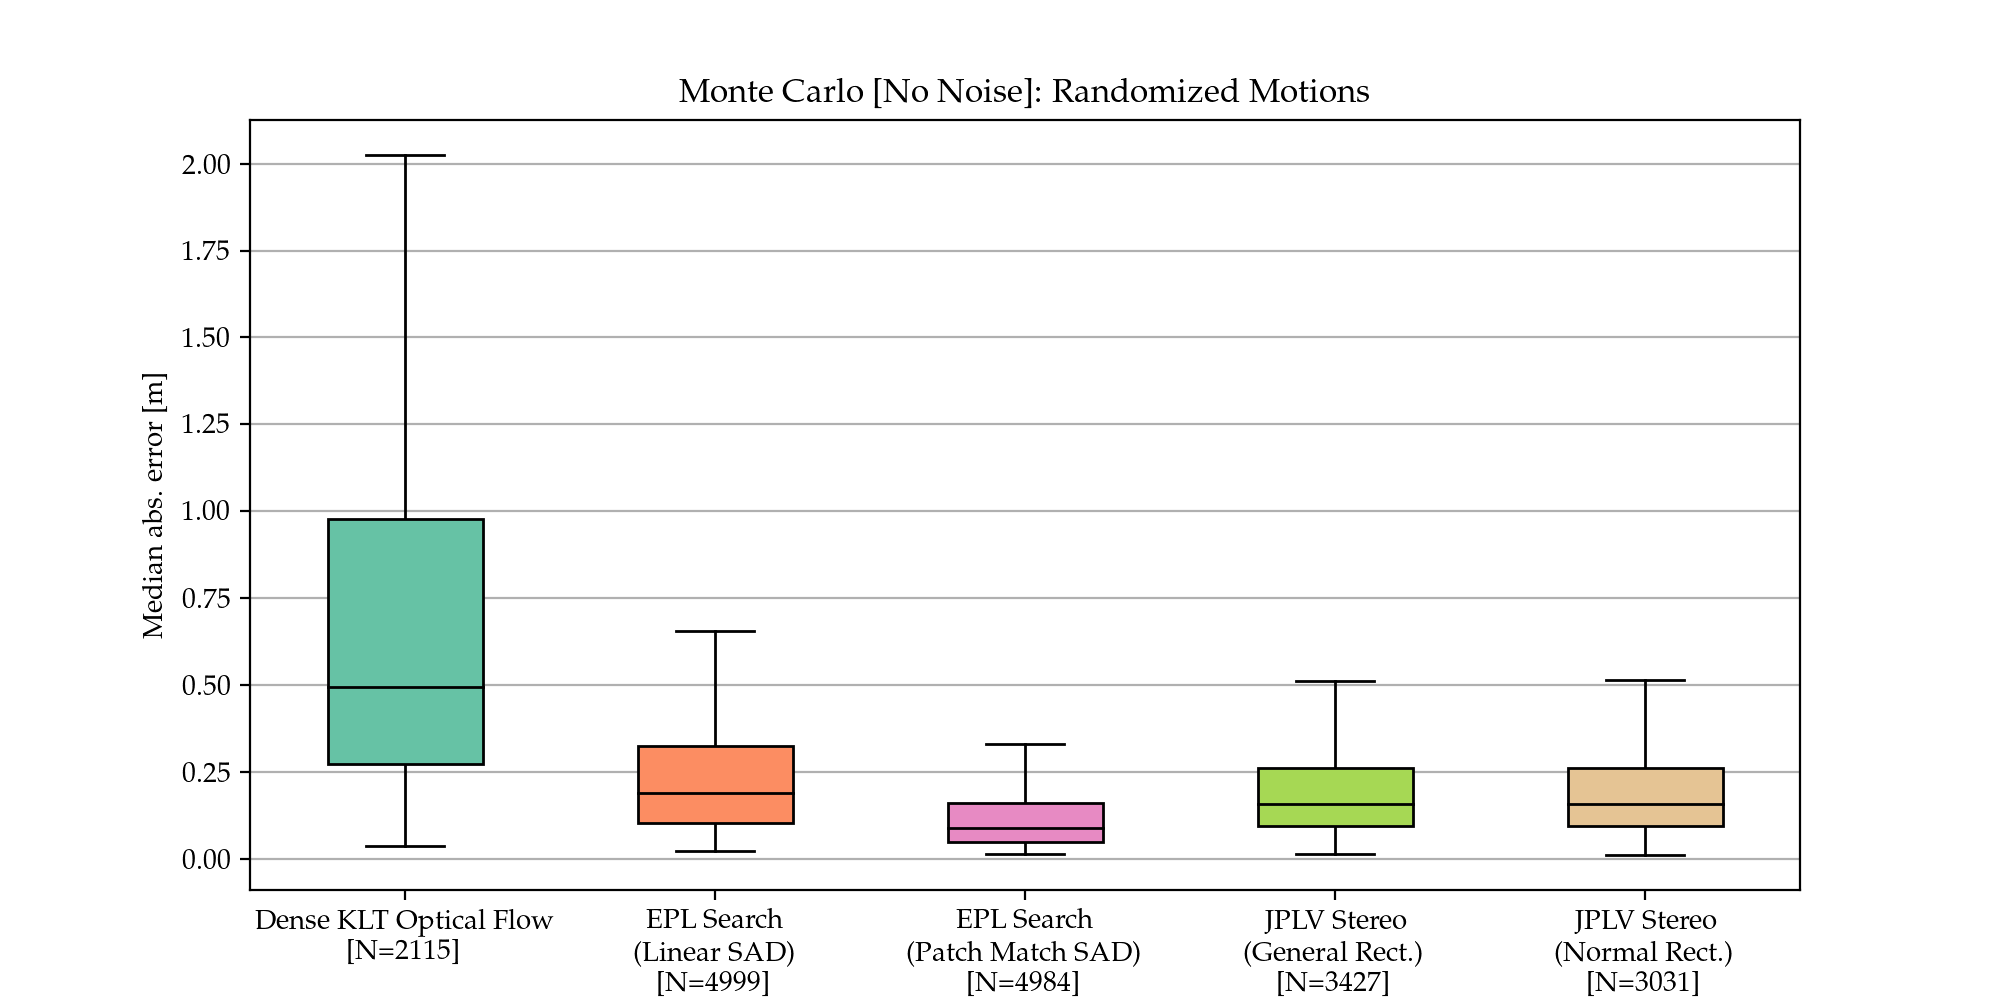 Monte Carlo [No Noise]: Randomized Motions
Median abs. error [m]
2.00
1.75
1.50
1.25
1.00
0.75
0.50
0.25
0.00
Dense KLT Optical Flow
[N=2115]
EPL Search
(Linear SAD)
[N=4999]
EPL Search
(Patch Match SAD)
[N=4984]
JPLV Stereo
(General Rect.)
[N=3427]
JPLV Stereo
(Normal Rect.)
[N=3031]